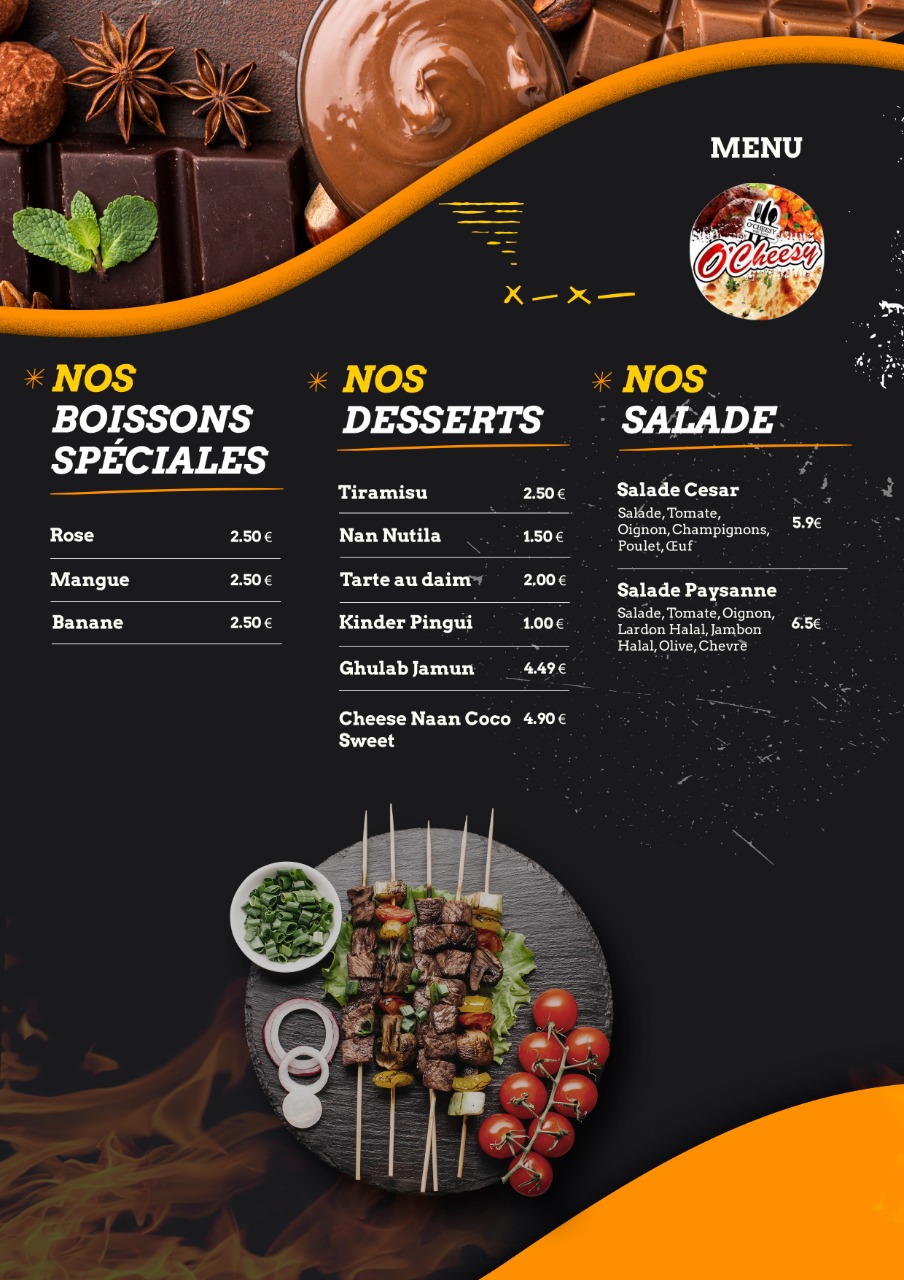 MENU
O'CHEESY
O'Cheesy
NOS
BOISSONS
SPÉCIALES
Rose 2.50 €
Mangue 2.50 €
Banane 2.50 €
NOS
DESSERTS
Tiramisu 2.50 €
Nan Nutila 1.50 €
Tarte au daim 2,00 €
Kinder Pingui 1.00 €
Ghulab Jamun 4.49 €
Cheese Naan Coco 4.90 €
Sweet
NOS
SALADE
Salade Cesar
Salade, Tomate,
Oignon, Champignons, 5.9€
Poulet, Œuf
Salade Paysanne
Salade, Tomate, Oignon,
Lardon Halal, Jambon 6.5€
Halal, Olive, Chevre